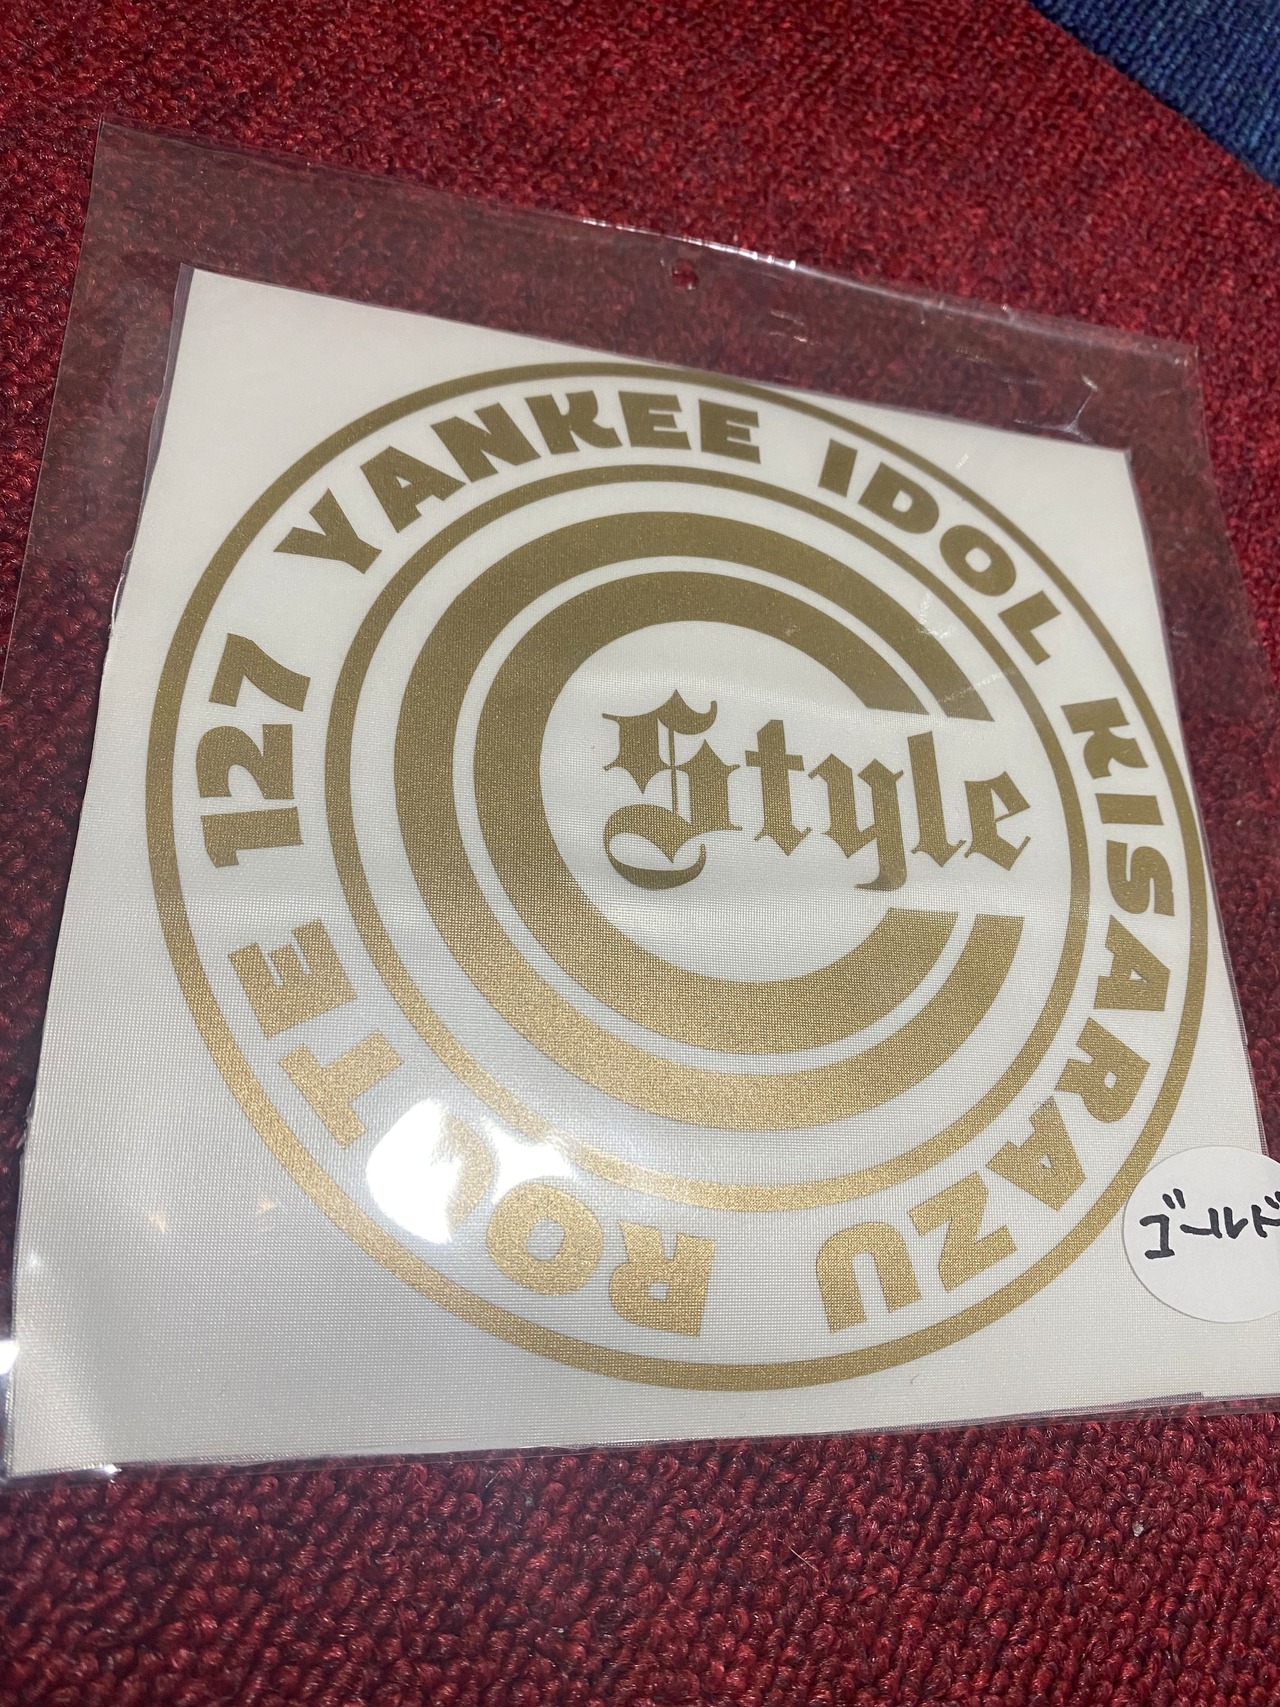 YANKEE IDOL KISARAZU ROUTE 127
C Style
ゴールド